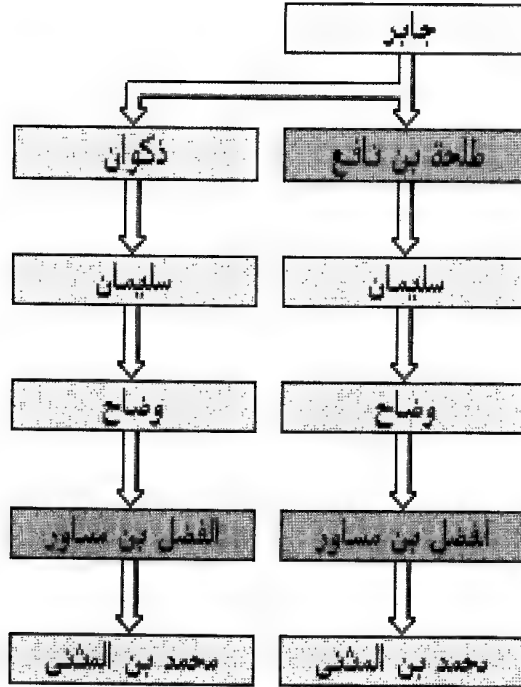 جابر
طلحة بن نافع
ذكوان
سليمان
سليمان
وضاح
وضاح
الفضل بن مساور
الفضل بن مساور
محمد بن المثنى
محمد بن المثنى